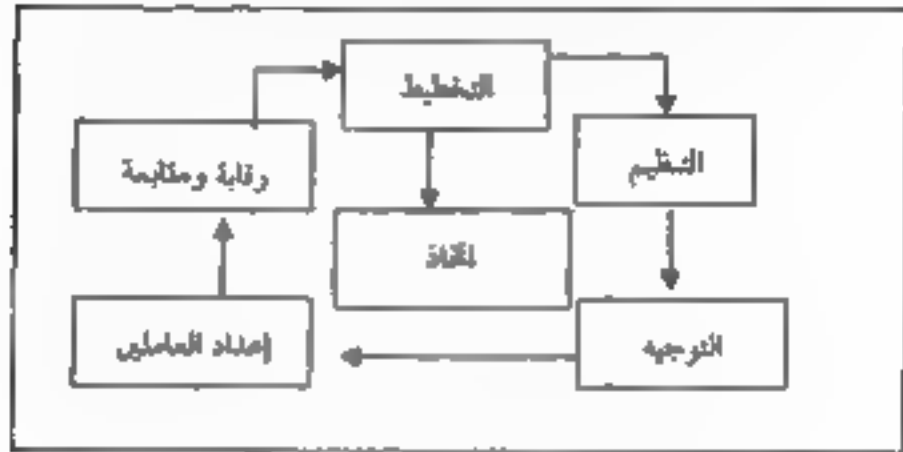 التخطيط
التنظيم
رقابة ومتابعة
التوجيه
إعداد العاملين